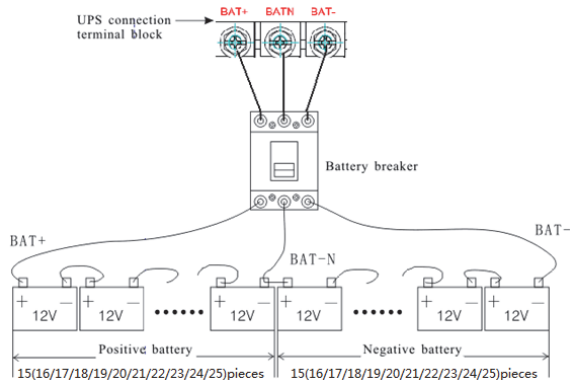 UPS connection
terminal block
BAT+ BATN BAT-
Battery breaker
BAT+
BAT-N
BAT-
+ − + − + − + − + − + −
12V 12V •••••• 12V 12V •••••• 12V 12V
Positive battery Negative battery
15(16/17/18/19/20/21/22/23/24/25)pieces 15(16/17/18/19/20/21/22/23/24/25)pieces